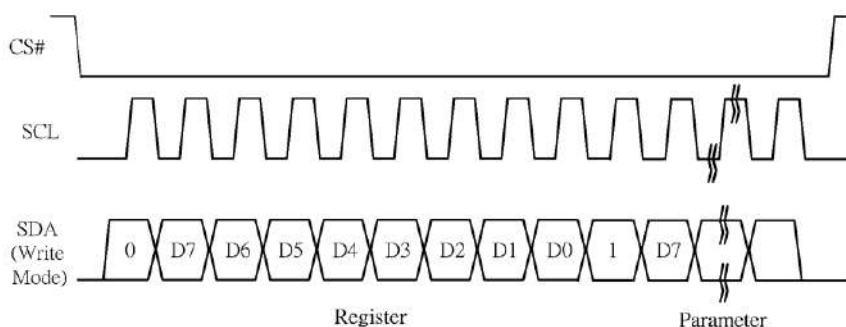 CS#
SCL
SDA
(Write
Mode)
0 D7 D6 D5 D4 D3 D2 D1 D0 1 D7
Register Parameter